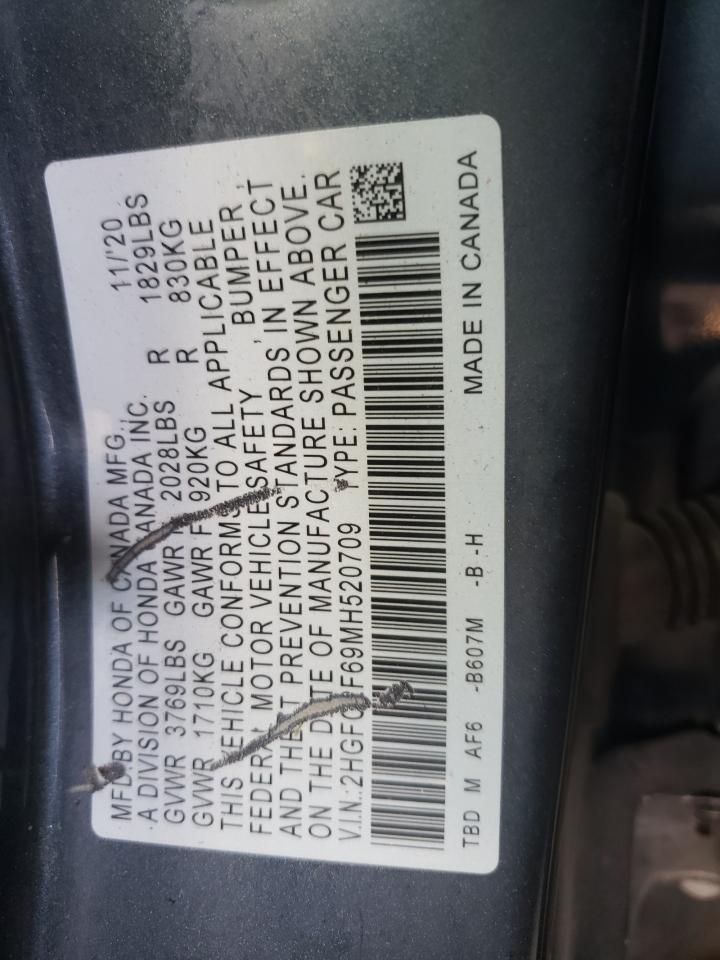 MFD. BY HONDA OF CANADA MFG., 11/'20
A DIVISION OF HONDA CANADA INC.
GVWR 3769LBS GAWR F 2028LBS R 1829LBS
GVWR 1710KG GAWR F 920KG R 830KG
THIS VEHICLE CONFORMS TO ALL APPLICABLE
FEDERAL MOTOR VEHICLE SAFETY , BUMPER ,
AND THEFT PREVENTION STANDARDS IN EFFECT
ON THE DATE OF MANUFACTURE SHOWN ABOVE.
V.I.N.: TYPE: PASSENGER CAR
TBD M AF6 -B607M -B -H MADE IN CANADA